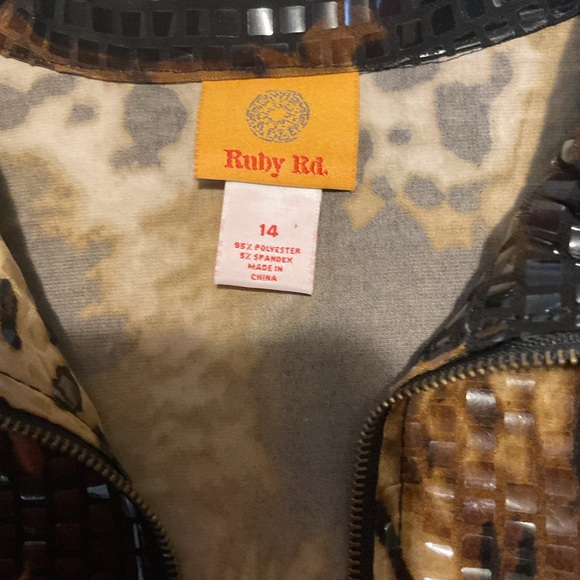 Ruby Rd.
14
95% POLYESTER
5% SPANDEX
MADE IN
CHINA